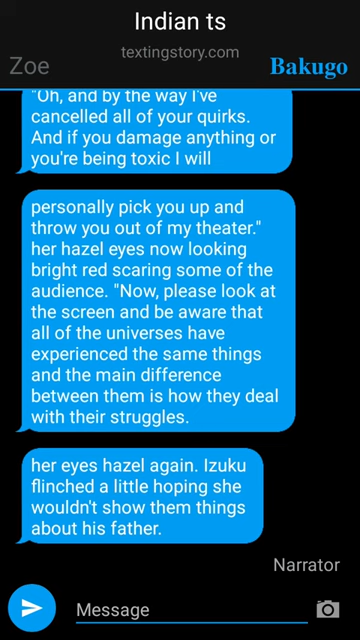 Indian ts
textingstory.com
Zoe
Bakugo
"Oh, and by the way I've
cancelled all of your quirks.
And if you damage anything or
you're being toxic I will
personally pick you up and
throw you out of my theater."
her hazel eyes now looking
bright red scaring some of the
audience. "Now, please look at
the screen and be aware that
all of the universes have
experienced the same things
and the main difference
between them is how they deal
with their struggles.
her eyes hazel again. Izuku
flinched a little hoping she
wouldn't show them things
about his father.
Narrator
Message